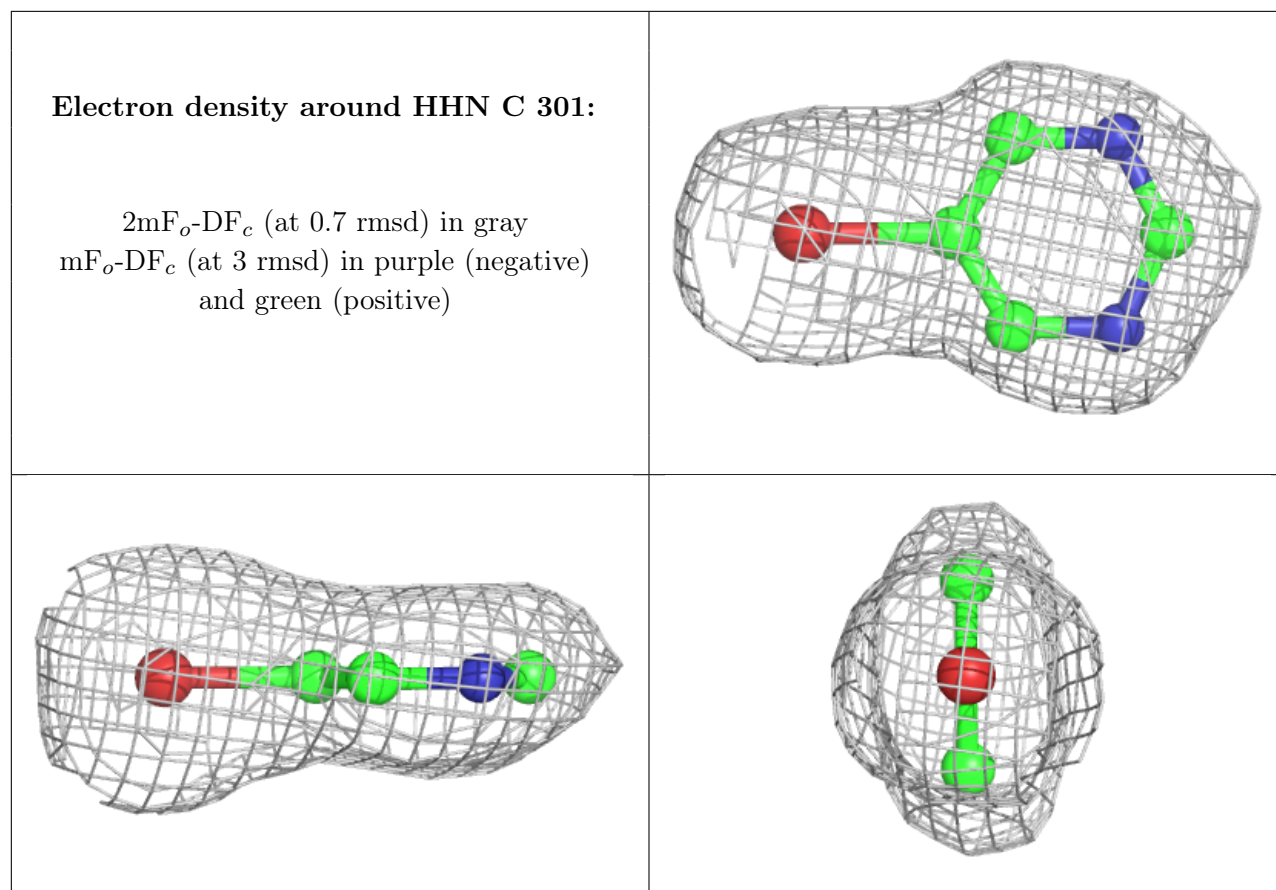 Electron density around HHN C 301:
2mFo-DFc (at 0.7 rmsd) in gray
mFo-DFc (at 3 rmsd) in purple (negative)
and green (positive)